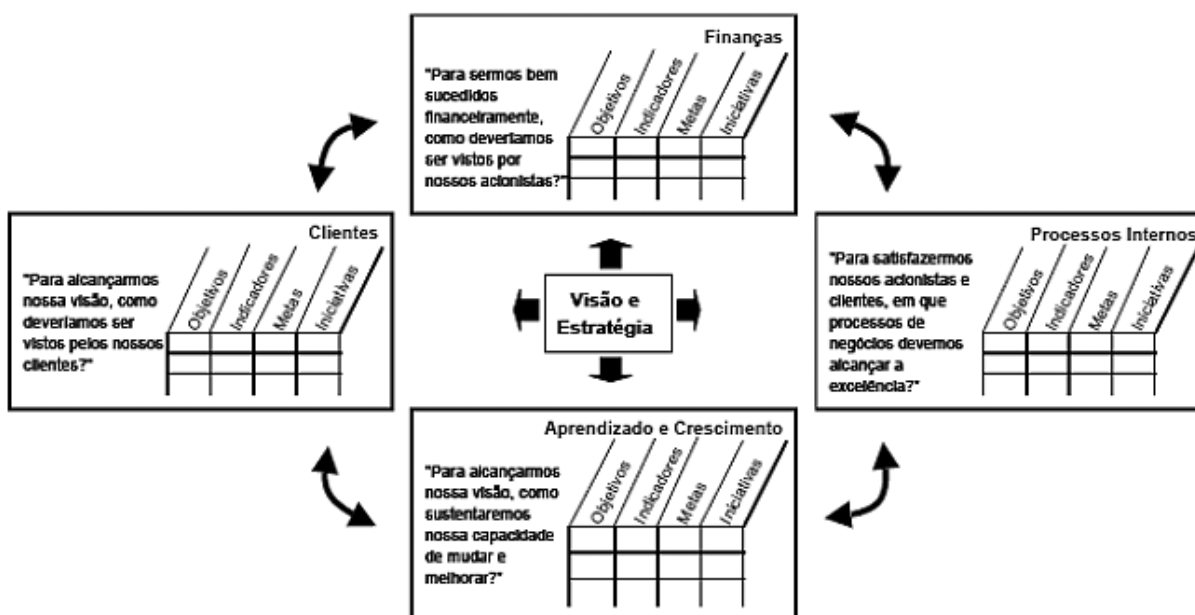 Finanças
"Para sermos bem
sucedidos
financeiramente,
como deveríamos
ser vistos por
nossos acionistas?"
Objetivos
Indicadores
Metas
Iniciativas
Clientes
"Para alcançarmos
nossa visão, como
deveríamos ser
vistos pelos nossos
clientes?"
Objetivos
Indicadores
Metas
Iniciativas
Visão e
Estratégia
Processos Internos
"Para satisfazermos
nossos acionistas e
clientes, em que
processos de
negócios devemos
alcançar a
excelência?"
Objetivos
Indicadores
Metas
Iniciativas
Aprendizado e Crescimento
"Para alcançarmos
nossa visão, como
sustentaremos
nossa capacidade
de mudar e
melhorar?"
Objetivos
Indicadores
Metas
Iniciativas